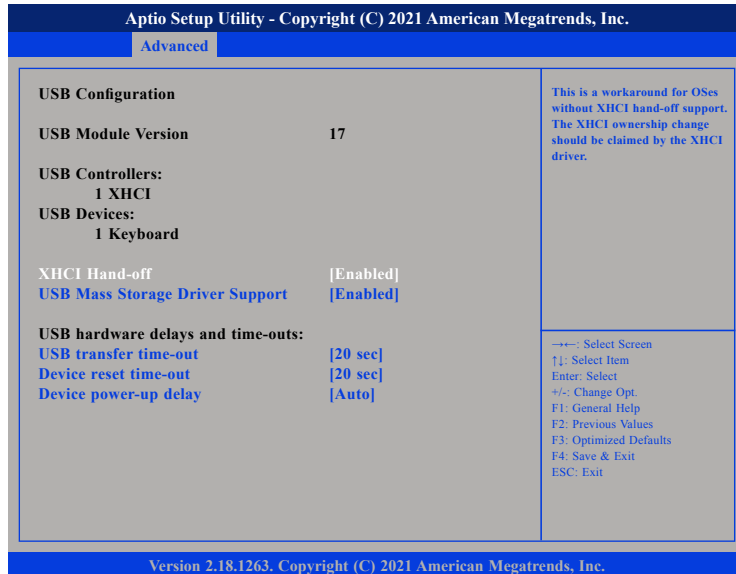 Aptio Setup Utility - Copyright (C) 2021 American Megatrends, Inc.
Advanced
USB Configuration
USB Module Version 17
USB Controllers:
1 XHCI
USB Devices:
1 Keyboard
XHCI Hand-off [Enabled]
USB Mass Storage Driver Support [Enabled]
USB hardware delays and time-outs:
USB transfer time-out [20 sec]
Device reset time-out [20 sec]
Device power-up delay [Auto]
This is a workaround for OSes
without XHCI hand-off support.
The XHCI ownership change
should be claimed by the XHCI
driver.
→←: Select Screen
↑↓: Select Item
Enter: Select
+/-: Change Opt.
F1: General Help
F2: Previous Values
F3: Optimized Defaults
F4: Save & Exit
ESC: Exit
Version 2.18.1263. Copyright (C) 2021 American Megatrends, Inc.